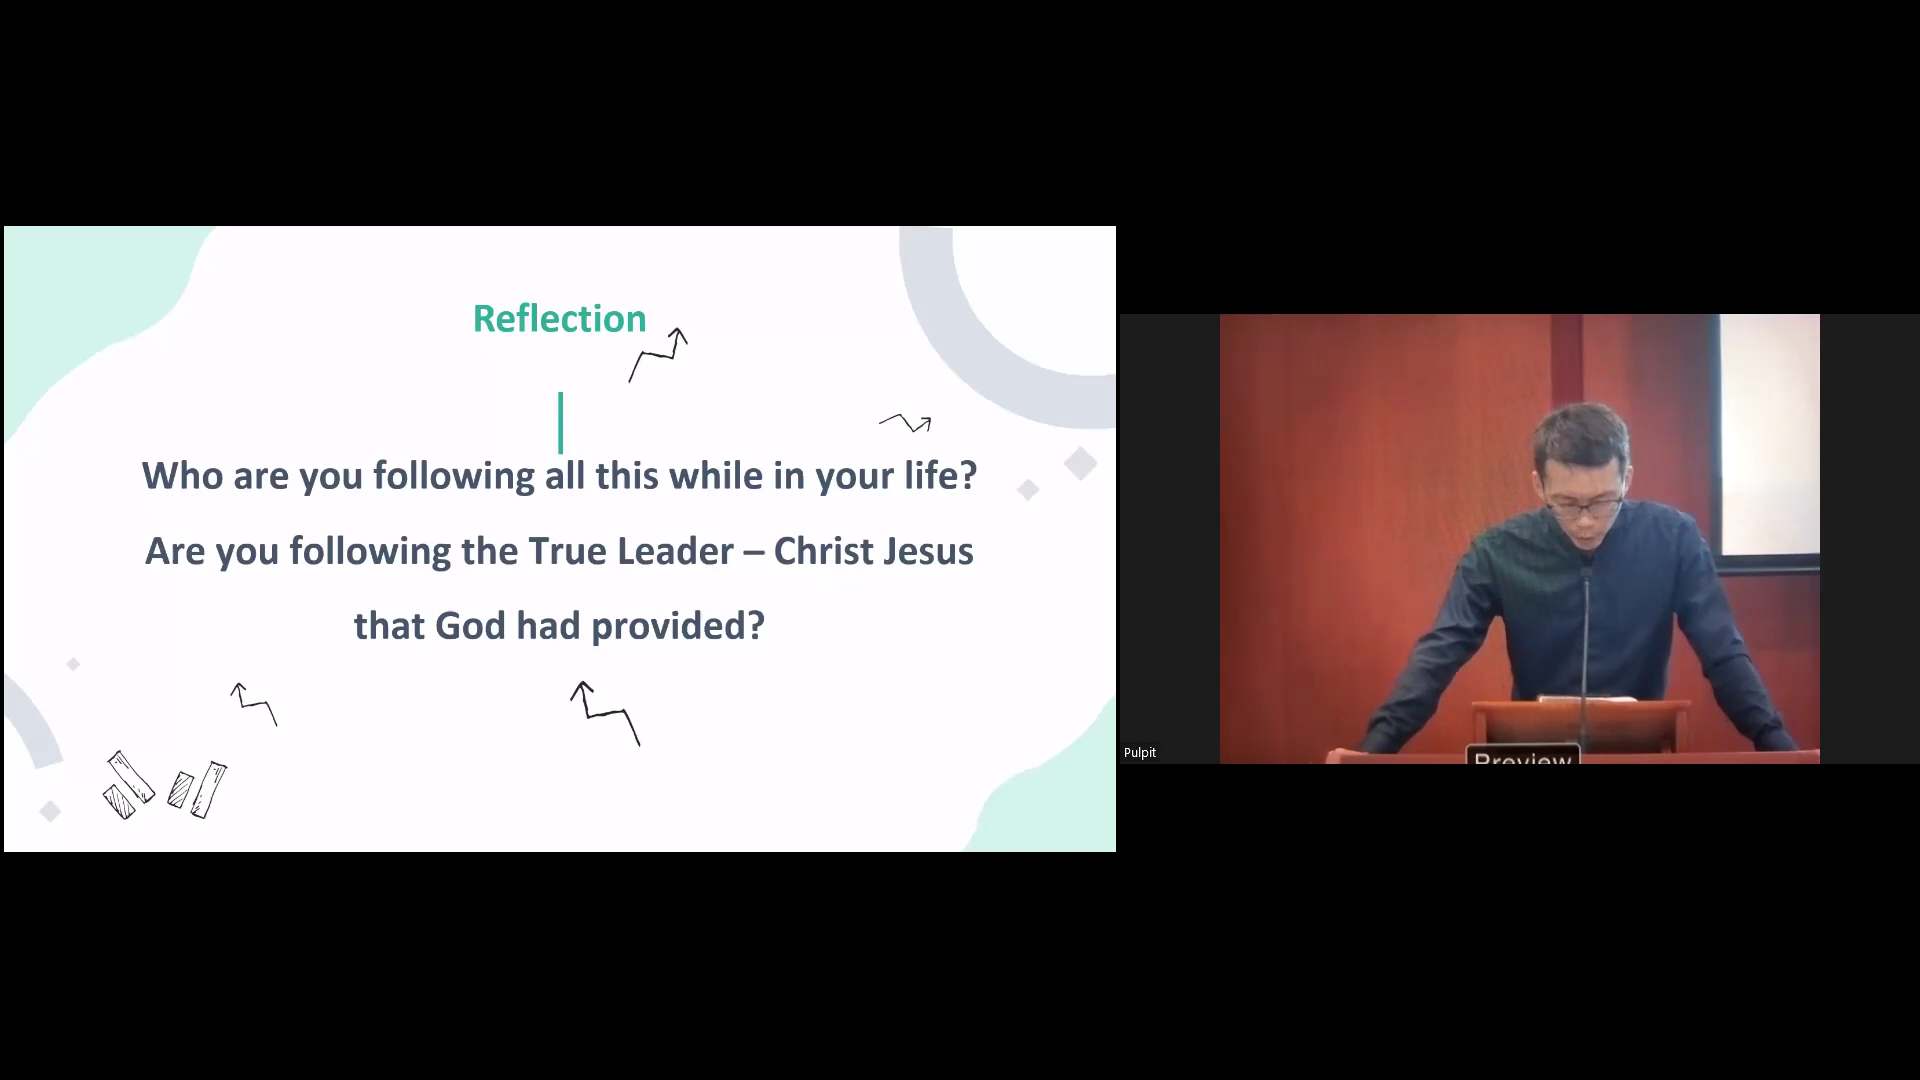 Reflection
Who are you following all this while in your life?
Are you following the True Leader – Christ Jesus
that God had provided?
Pulpit
Preview